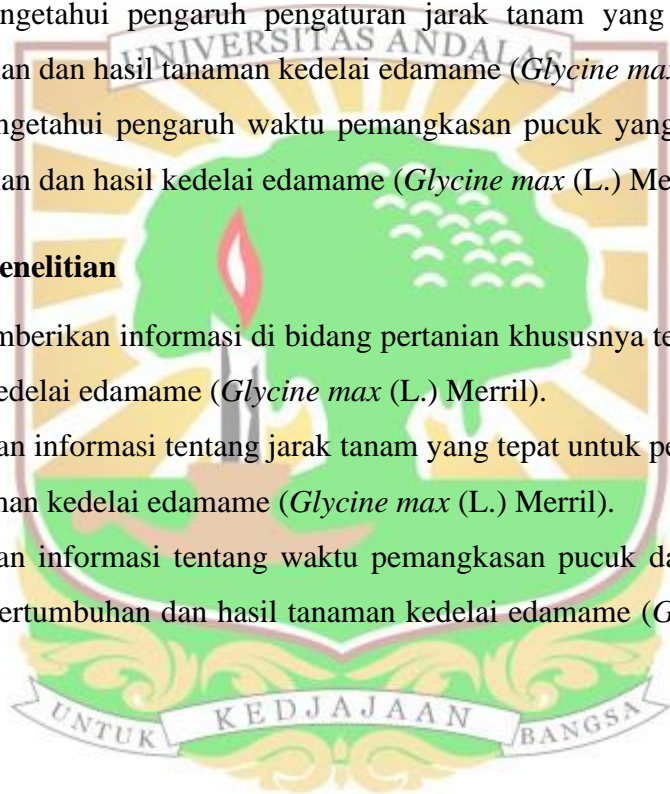 ngetahui pengaruh pengaturan jarak tanam yang
UNIVERSITAS ANDALAS
an dan hasil tanaman kedelai edamame (Glycine max
ngetahui pengaruh waktu pemangkasan pucuk yang
an dan hasil kedelai edamame (Glycine max (L.) Me
enelitian
mberikan informasi di bidang pertanian khususnya te
edelai edamame (Glycine max (L.) Merril).
an informasi tentang jarak tanam yang tepat untuk pe
nan kedelai edamame (Glycine max (L.) Merril).
an informasi tentang waktu pemangkasan pucuk da
ertumbuhan dan hasil tanaman kedelai edamame (G
UNTUK KEDJAJAAN BANGSA